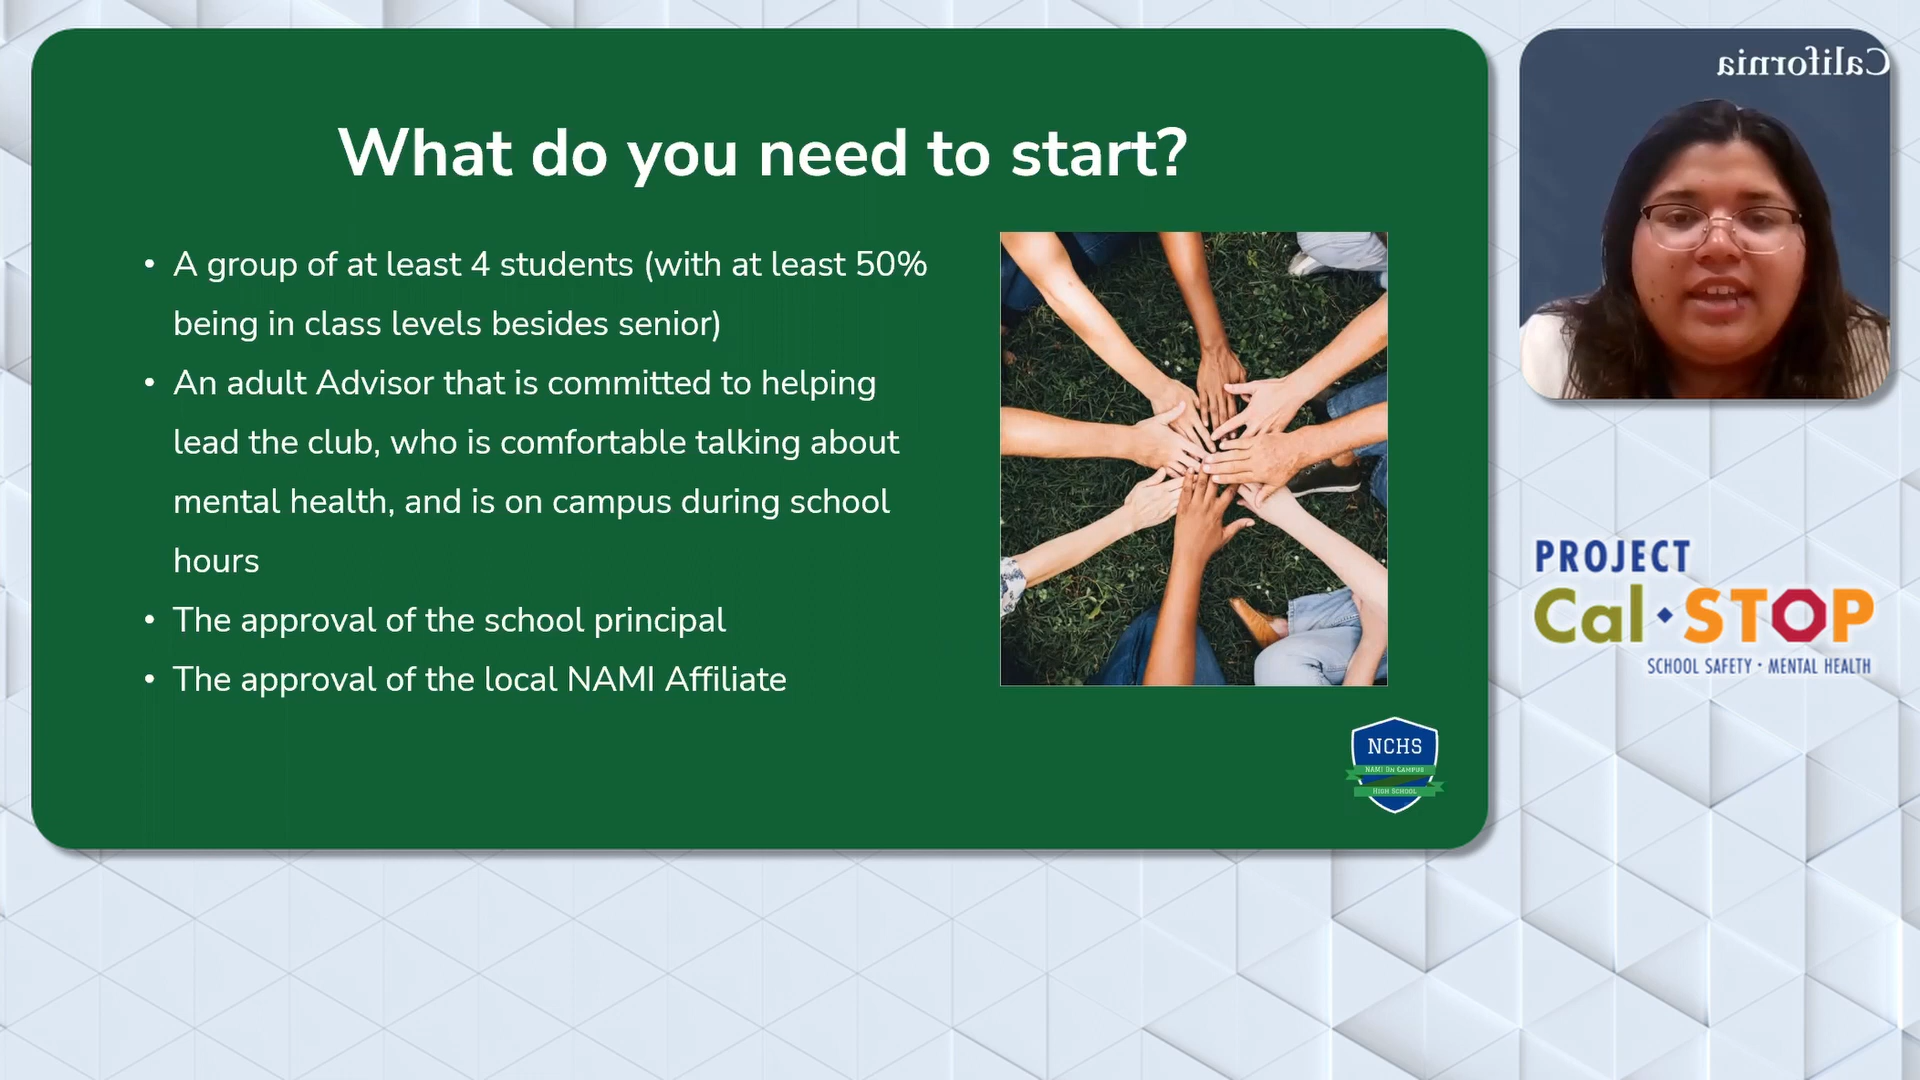 What do you need to start?
• A group of at least 4 students (with at least 50%
being in class levels besides senior)
• An adult Advisor that is committed to helping
lead the club, who is comfortable talking about
mental health, and is on campus during school
hours
• The approval of the school principal
• The approval of the local NAMI Affiliate
NCHS
NAMI On Campus
High School
California
PROJECT
Cal•STOP
SCHOOL SAFETY • MENTAL HEALTH